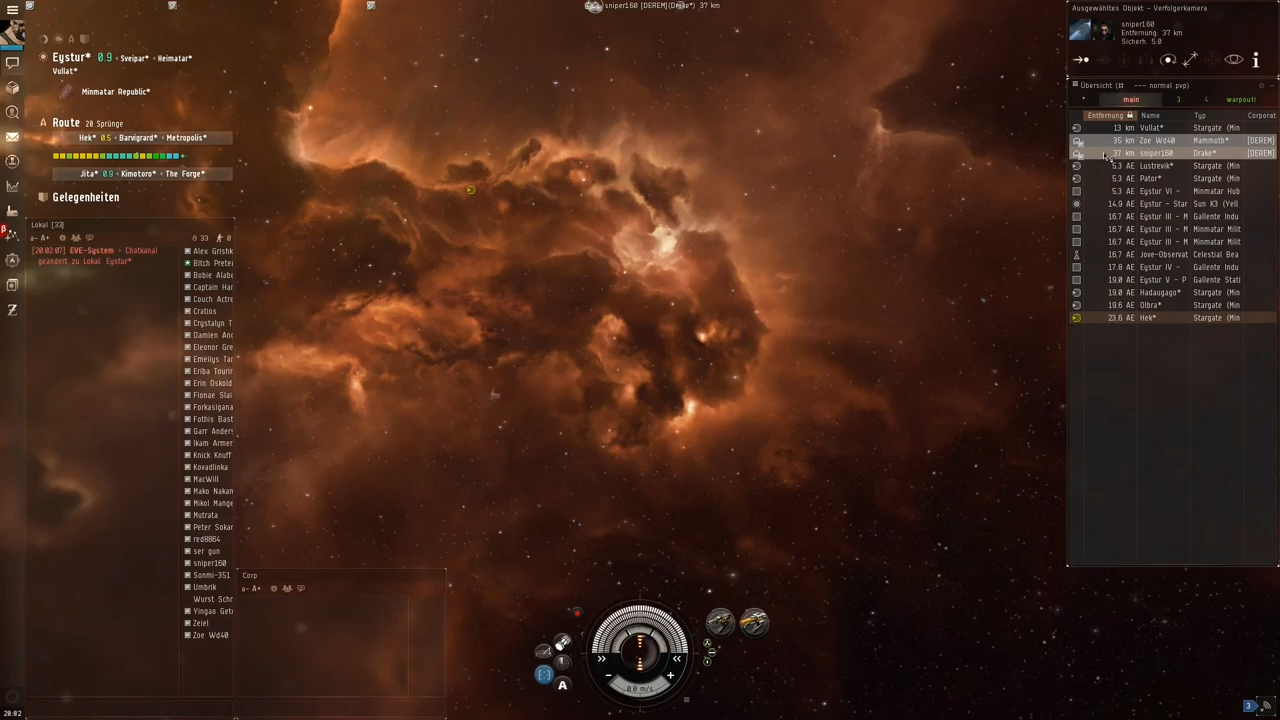 sniper160 [DEREM](Drake*) 37 km
Eystur* 0.9 < Sveipar* < Heimatar*
Vullat*
Minmatar Republic*
Route 20 Sprünge
Hek* 0.5 < Barvigrard* < Metropolis*
Jita* 0.9 < Kimotoro* < The Forge*
Gelegenheiten
Lokal [33]
a- A+
0 33 0
[20:02:07] EVE-System > Chatkanal
geändert zu Lokal: Eystur*
Alex Grishk
Bobie Alabe
Captain Har
Couch Actre
Cratios
Crystalyn T
Damien And
Eleonor Gre
Emeilys Tar
Eriba Tourin
Erin Oskold
Fionae Slai
Forkasigana
Fothis Bast
Garr Anders
Ikam Armer
Knick Knuff
Kovadlinka
MacWill
Mako Nakan
Mikol Mange
Mutrata
Peter Sokar
red8864
ser gun
sniper160
Sonmi-351
Umbrik
Wurst Schr
Yingao Gete
Zeiel
Zoe Wd40
Corp
a- A+
A
0.0 m/s
Ausgewähltes Objekt - Verfolgerkamera
sniper160
Entfernung: 37 km
Sicherh. 5.0
Übersicht (‡ --- normal pvp)
main 3 4 warpout!
Entfernung Name Typ Corporat
13 km Vullat* Stargate (Min
35 km Zoe Wd40 Mammoth* [DEREM]
37 km sniper160 Drake* [DEREM]
5.3 AE Lustrevik* Stargate (Min
5.3 AE Pator* Stargate (Min
5.3 AE Eystur VI - Minmatar Hub
14.9 AE Eystur - Star Sun K3 (Yell
16.7 AE Eystur III - M Gallente Indu
16.7 AE Eystur III - M Minmatar Milit
16.7 AE Eystur III - M Minmatar Milit
16.7 AE Jove-Observat Celestial Bea
17.8 AE Eystur IV - Gallente Indu
19.0 AE Eystur V - P Gallente Stati
19.0 AE Hadaugago* Stargate (Min
19.6 AE Olbra* Stargate (Min
23.6 AE Hek* Stargate (Min
20:02
3